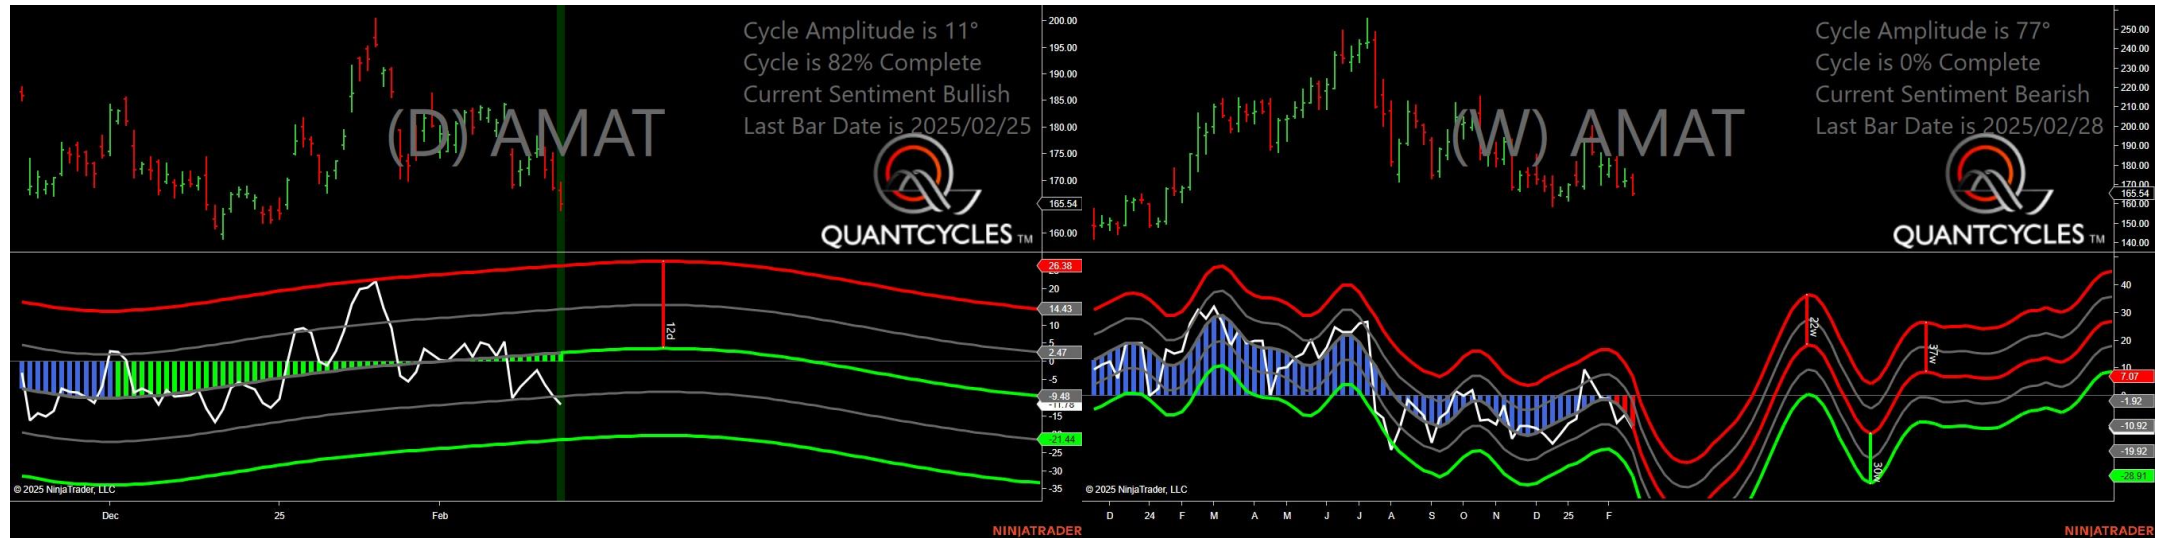 Cycle Amplitude is 11°
Cycle is 82% Complete
Current Sentiment Bullish
Last Bar Date is 2025/02/25
(D) AMAT
QUANTCYCLES TM
200.00
195.00
190.00
185.00
180.00
175.00
170.00
165.54
160.00
26.38
20
14.43
10
5
2.47
0
-5
-9.48
-11.78
-15
-21.44
-25
-30
-35
12d
© 2025 NinjaTrader, LLC
Dec
25
Feb
NINJATRADER
Cycle Amplitude is 77°
Cycle is 0% Complete
Current Sentiment Bearish
Last Bar Date is 2025/02/28
(W) AMAT
QUANTCYCLES TM
250.00
240.00
230.00
220.00
210.00
200.00
190.00
180.00
170.00
165.54
160.00
150.00
140.00
40
30
20
10
7.07
-1.92
-10.92
-19.92
-28.91
22w
37w
30w
© 2025 NinjaTrader, LLC
D 24 F M A M J J A S O N D 25 F
NINJATRADER